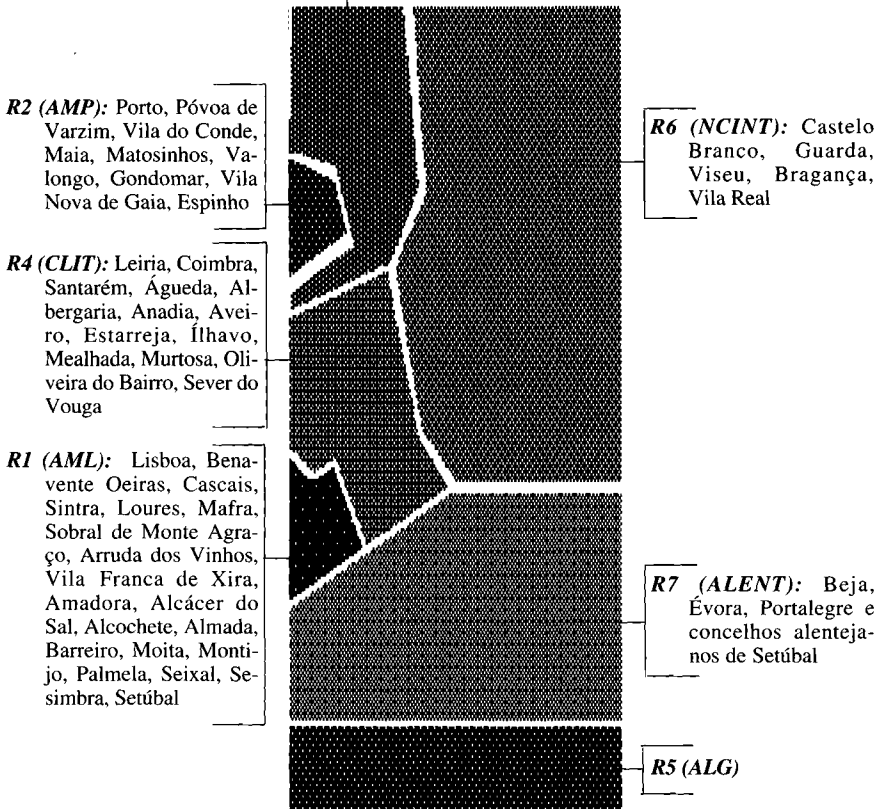 R2 (AMP): Porto, Póvoa de
Varzim, Vila do Conde,
Maia, Matosinhos, Va-
longo, Gondomar, Vila
Nova de Gaia, Espinho
R4 (CLIT): Leiria, Coimbra,
Santarém, Águeda, Al-
bergaria, Anadia, Avei-
ro, Estarreja, Ílhavo,
Mealhada, Murtosa, Oli-
veira do Bairro, Sever do
Vouga
R1 (AML): Lisboa, Bena-
vente Oeiras, Cascais,
Sintra, Loures, Mafra,
Sobral de Monte Agra-
ço, Arruda dos Vinhos,
Vila Franca de Xira,
Amadora, Alcácer do
Sal, Alcochete, Almada,
Barreiro, Moita, Monti-
jo, Palmela, Seixal, Se-
simbra, Setúbal
R6 (NCINT): Castelo
Branco, Guarda,
Viseu, Bragança,
Vila Real
R7 (ALENT): Beja,
Évora, Portalegre e
concelhos alenteja-
nos de Setúbal
R5 (ALG)